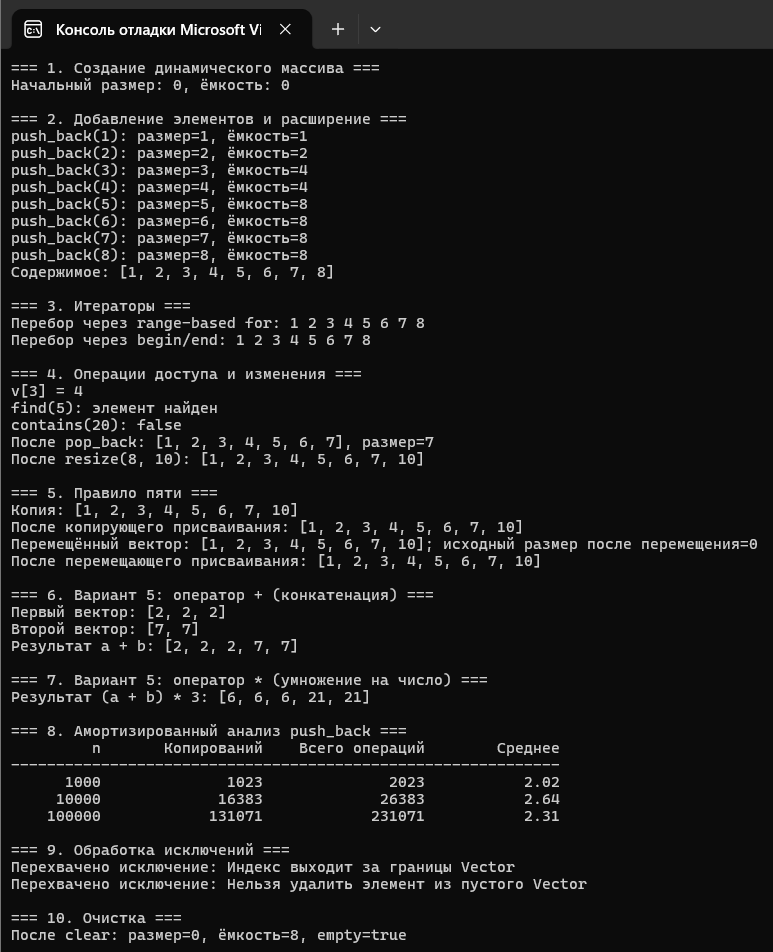 Консоль отладки Microsoft Vi
=== 1. Создание динамического массива ===
Начальный размер: 0, ёмкость: 0
=== 2. Добавление элементов и расширение ===
push_back(1): размер=1, ёмкость=1
push_back(2): размер=2, ёмкость=2
push_back(3): размер=3, ёмкость=4
push_back(4): размер=4, ёмкость=4
push_back(5): размер=5, ёмкость=8
push_back(6): размер=6, ёмкость=8
push_back(7): размер=7, ёмкость=8
push_back(8): размер=8, ёмкость=8
Содержимое: [1, 2, 3, 4, 5, 6, 7, 8]
=== 3. Итераторы ===
Перебор через range-based for: 1 2 3 4 5 6 7 8
Перебор через begin/end: 1 2 3 4 5 6 7 8
=== 4. Операции доступа и изменения ===
v[3] = 4
find(5): элемент найден
contains(20): false
После pop_back: [1, 2, 3, 4, 5, 6, 7], размер=7
После resize(8, 10): [1, 2, 3, 4, 5, 6, 7, 10]
=== 5. Правило пяти ===
Копия: [1, 2, 3, 4, 5, 6, 7, 10]
После копирующего присваивания: [1, 2, 3, 4, 5, 6, 7, 10]
Перемещённый вектор: [1, 2, 3, 4, 5, 6, 7, 10]; исходный размер после перемещения=0
После перемещающего присваивания: [1, 2, 3, 4, 5, 6, 7, 10]
=== 6. Вариант 5: оператор + (конкатенация) ===
Первый вектор: [2, 2, 2]
Второй вектор: [7, 7]
Результат a + b: [2, 2, 2, 7, 7]
=== 7. Вариант 5: оператор * (умножение на число) ===
Результат (a + b) * 3: [6, 6, 6, 21, 21]
=== 8. Амортизированный анализ push_back ===
n Копирований Всего операций Среднее
-------------------------------------------------------------
1000 1023 2023 2.02
10000 16383 26383 2.64
100000 131071 231071 2.31
=== 9. Обработка исключений ===
Перехвачено исключение: Индекс выходит за границы Vector
Перехвачено исключение: Нельзя удалить элемент из пустого Vector
=== 10. Очистка ===
После clear: размер=0, ёмкость=8, empty=true